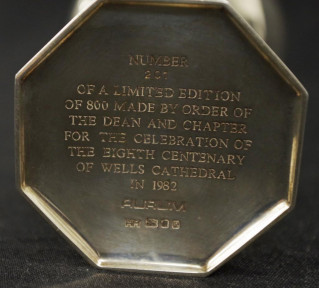 NUMBER
OF A LIMITED EDITION
OF 800 MADE BY ORDER OF
THE DEAN AND CHAPTER
FOR THE CELEBRATION OF
THE EIGHTH CENTENARY
OF WELLS CATHEDRAL
IN 1982
AURUM